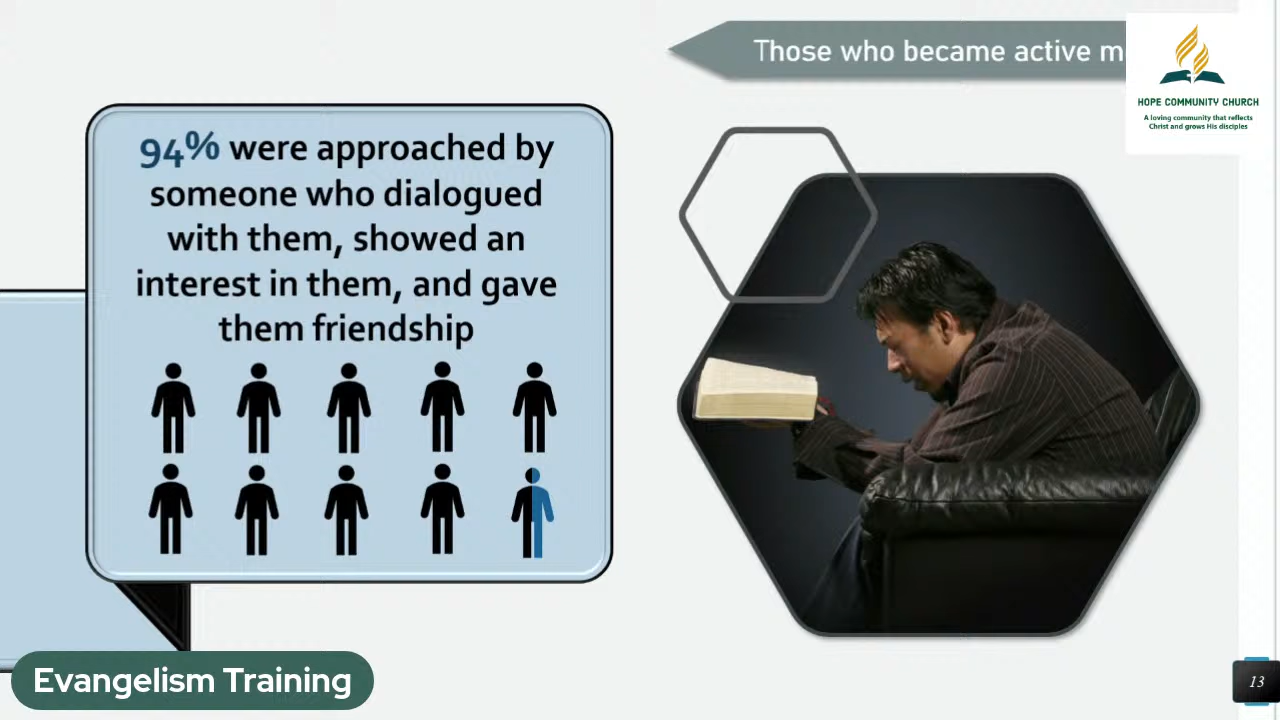 Those who became active m
HOPE COMMUNITY CHURCH
A loving community that reflects
Christ and grows His disciples
94% were approached by
someone who dialogued
with them, showed an
interest in them, and gave
them friendship
Evangelism Training
13